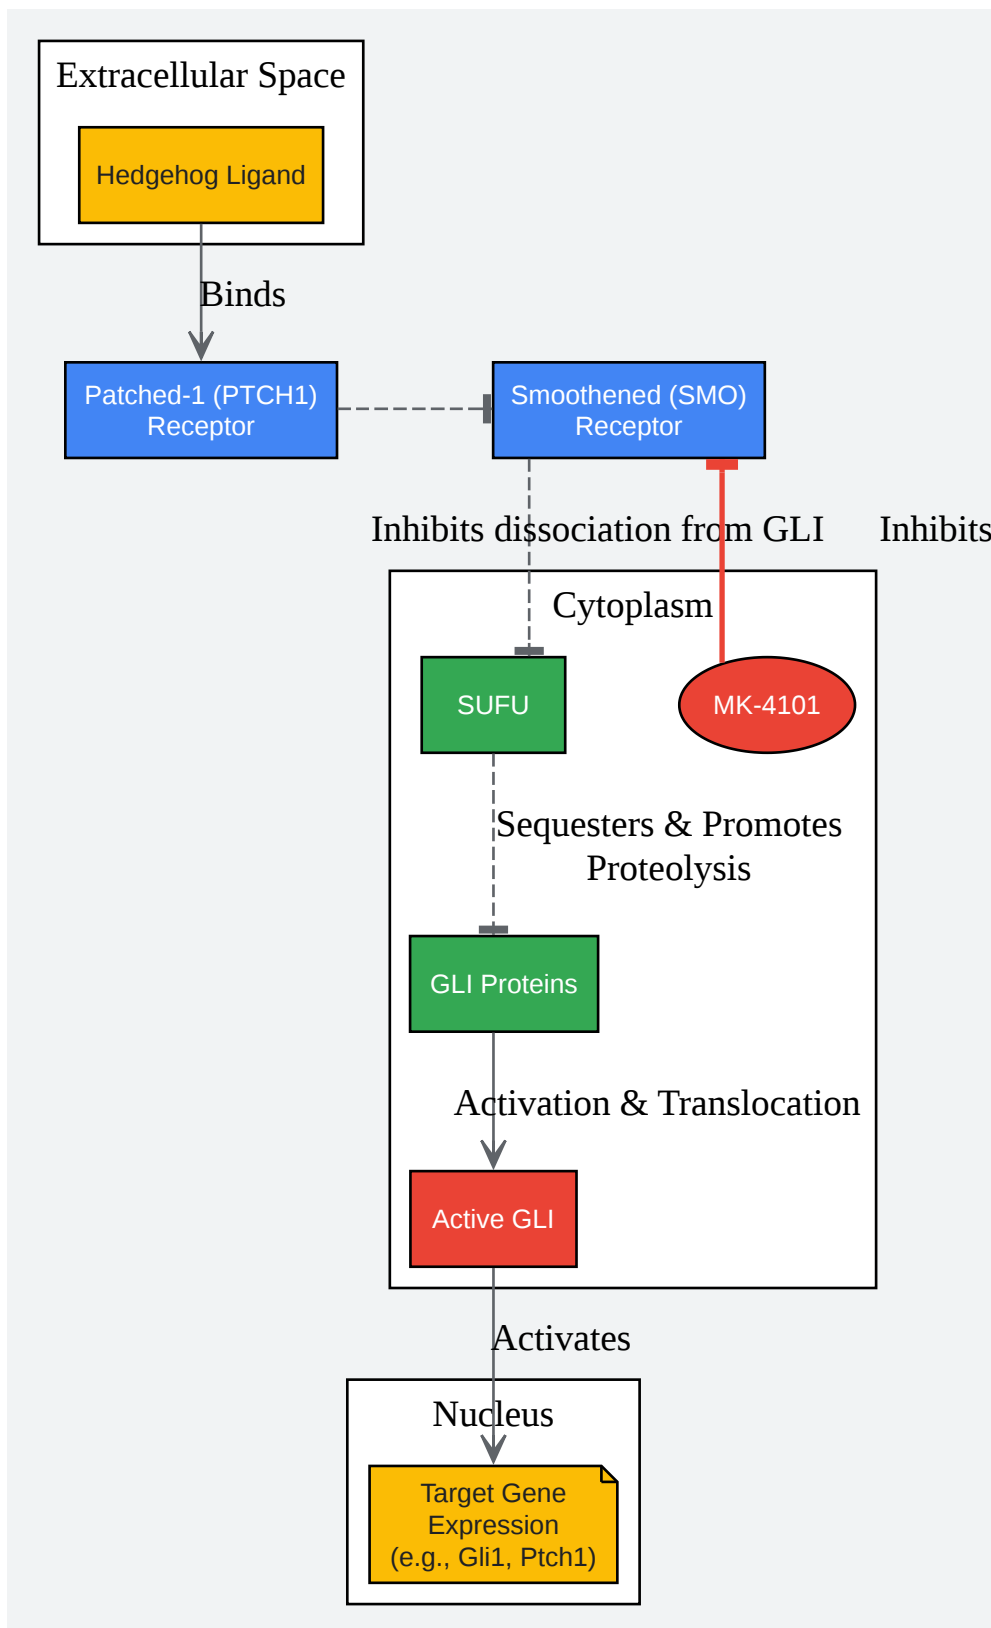 Extracellular Space
Hedgehog Ligand
Binds
Patched-1 (PTCH1)
Receptor
Smoothened (SMO)
Receptor
Inhibits dissociation from GLI
Inhibits
Cytoplasm
SUFU
MK-4101
Sequesters & Promotes
Proteolysis
GLI Proteins
Activation & Translocation
Active GLI
Activates
Nucleus
Target Gene
Expression
(e.g., Gli1, Ptch1)